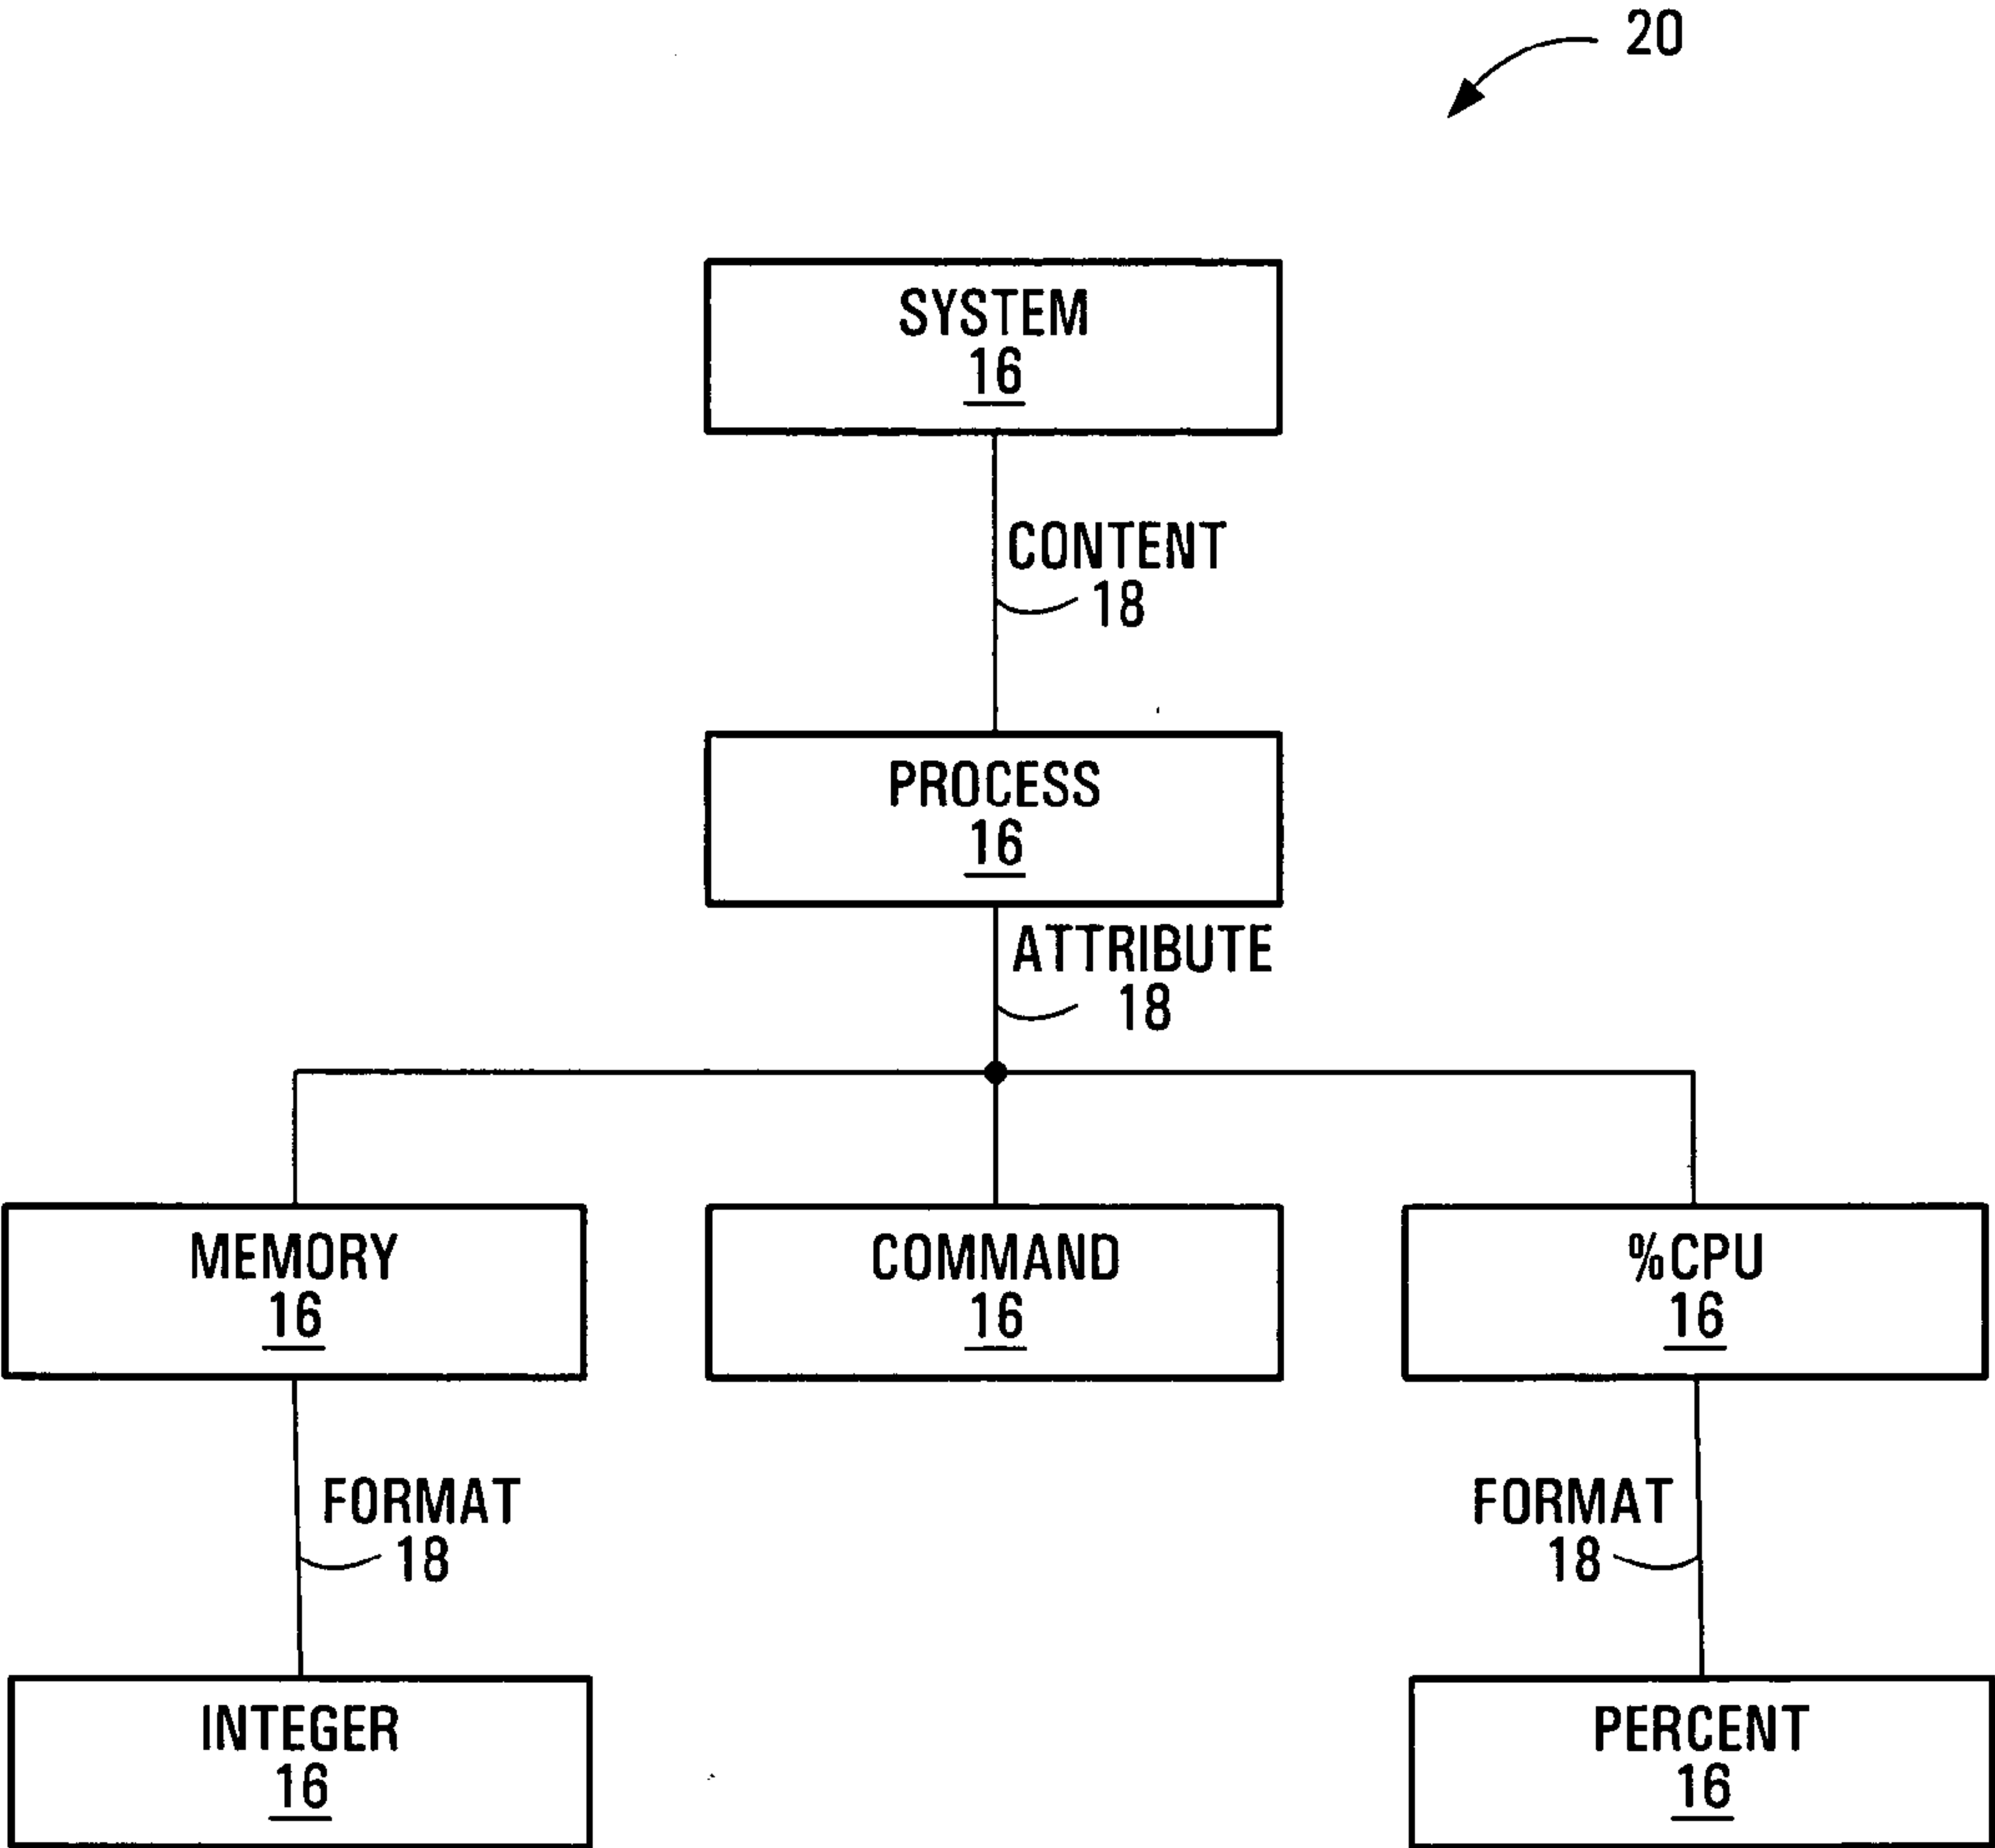 20
SYSTEM
16
CONTENT
18
PROCESS
16
ATTRIBUTE
18
MEMORY
16
COMMAND
16
%CPU
16
FORMAT
18
FORMAT
18
INTEGER
16
PERCENT
16